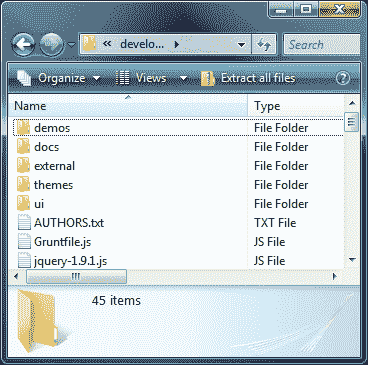 « develo... ▸ Search
Organize Views Extract all files
Name Type
demos File Folder
docs File Folder
external File Folder
themes File Folder
ui File Folder
AUTHORS.txt TXT File
Gruntfile.js JS File
jquery-1.9.1.js JS File
45 items